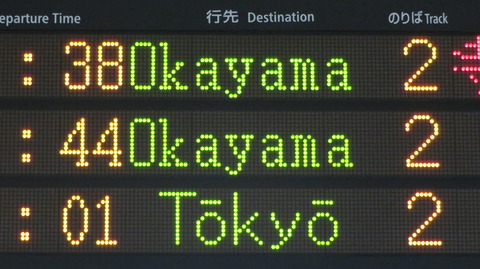 eparture Time 行先 Destination のりば Track
: 38 Okayama 2
: 44 Okayama 2
: 01 Tōkyō 2